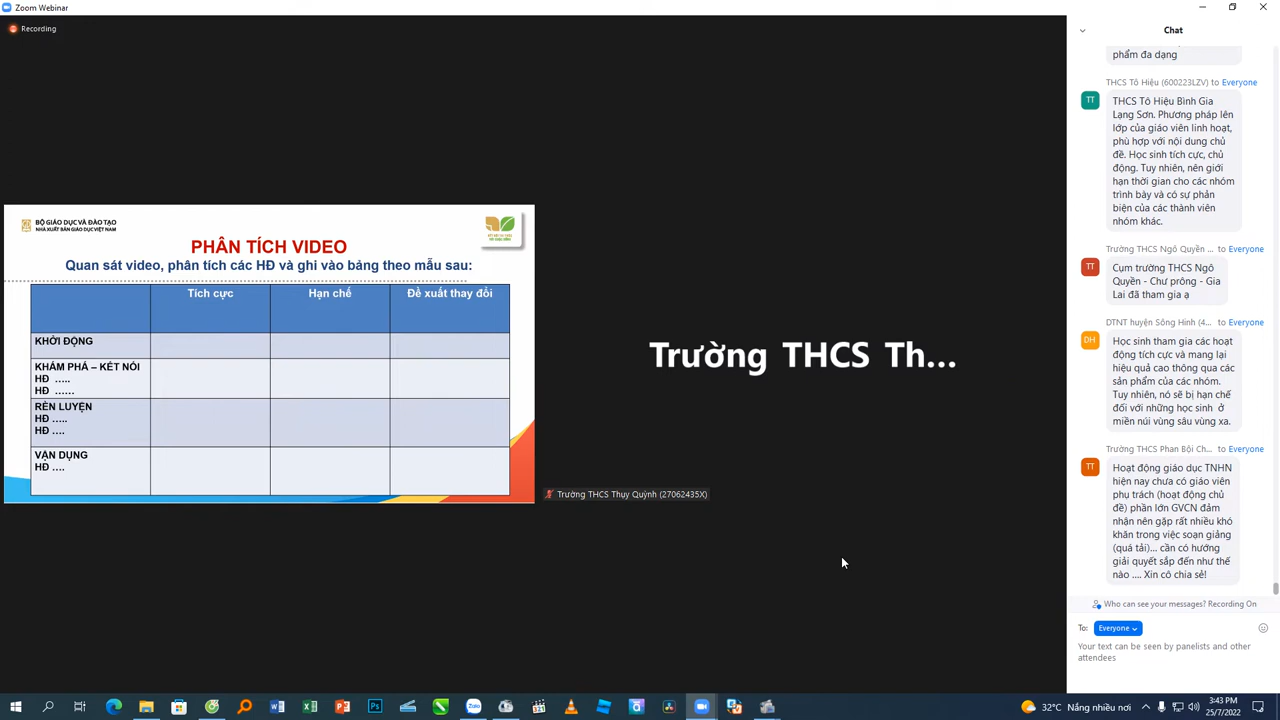 Zoom Webinar
Recording
BỘ GIÁO DỤC VÀ ĐÀO TẠO
NHÀ XUẤT BẢN GIÁO DỤC VIỆT NAM
PHÂN TÍCH VIDEO
Quan sát video, phân tích các HĐ và ghi vào bảng theo mẫu sau:
Tích cực
Hạn chế
Đề xuất thay đổi
KHỞI ĐỘNG
KHÁM PHÁ – KẾT NỐI
HĐ …..
HĐ ……
RÈN LUYỆN
HĐ …..
HĐ ….
VẬN DỤNG
HĐ ….
Trường THCS Th...
Trường THCS Thụy Quỳnh (27062435X)
Chat
phẩm đa dạng
THCS Tô Hiệu (600223LZV) to Everyone
TT
THCS Tô Hiệu Bình Gia
Lạng Sơn. Phương pháp lên
lớp của giáo viên linh hoạt,
phù hợp với nội dung chủ
đề. Học sinh tích cực, chủ
động. Tuy nhiên, nên giới
hạn thời gian cho các nhóm
trình bày và có sự phản
biện của các thành viên
nhóm khác.
Trường THCS Ngô Quyền ... to Everyone
TT
Cụm trường THCS Ngô
Quyền - Chư prông - Gia
Lai đã tham gia ạ
DTNT huyện Sông Hinh (4... to Everyone
DH
Học sinh tham gia các hoạt
động tích cực và mang lại
hiệu quả cao thông qua các
sản phẩm của các nhóm.
Tuy nhiên, nó sẽ bị hạn chế
đối với những học sinh ở
miền núi vùng sâu vùng xa.
Trường THCS Phan Bội Ch... to Everyone
TT
Hoạt động giáo dục TNHN
hiện nay chưa có giáo viên
phụ trách (hoạt động chủ
đề) phần lớn GVCN đảm
nhận nên gặp rất nhiều khó
khăn trong việc soạn giảng
(quá tải)... cần có hướng
giải quyết sắp đến như thế
nào .... Xin cô chia sẻ!
Who can see your messages? Recording On
To: Everyone
Your text can be seen by panelists and other
attendees
32°C Nắng nhiều nơi
3:43 PM
25/7/2022